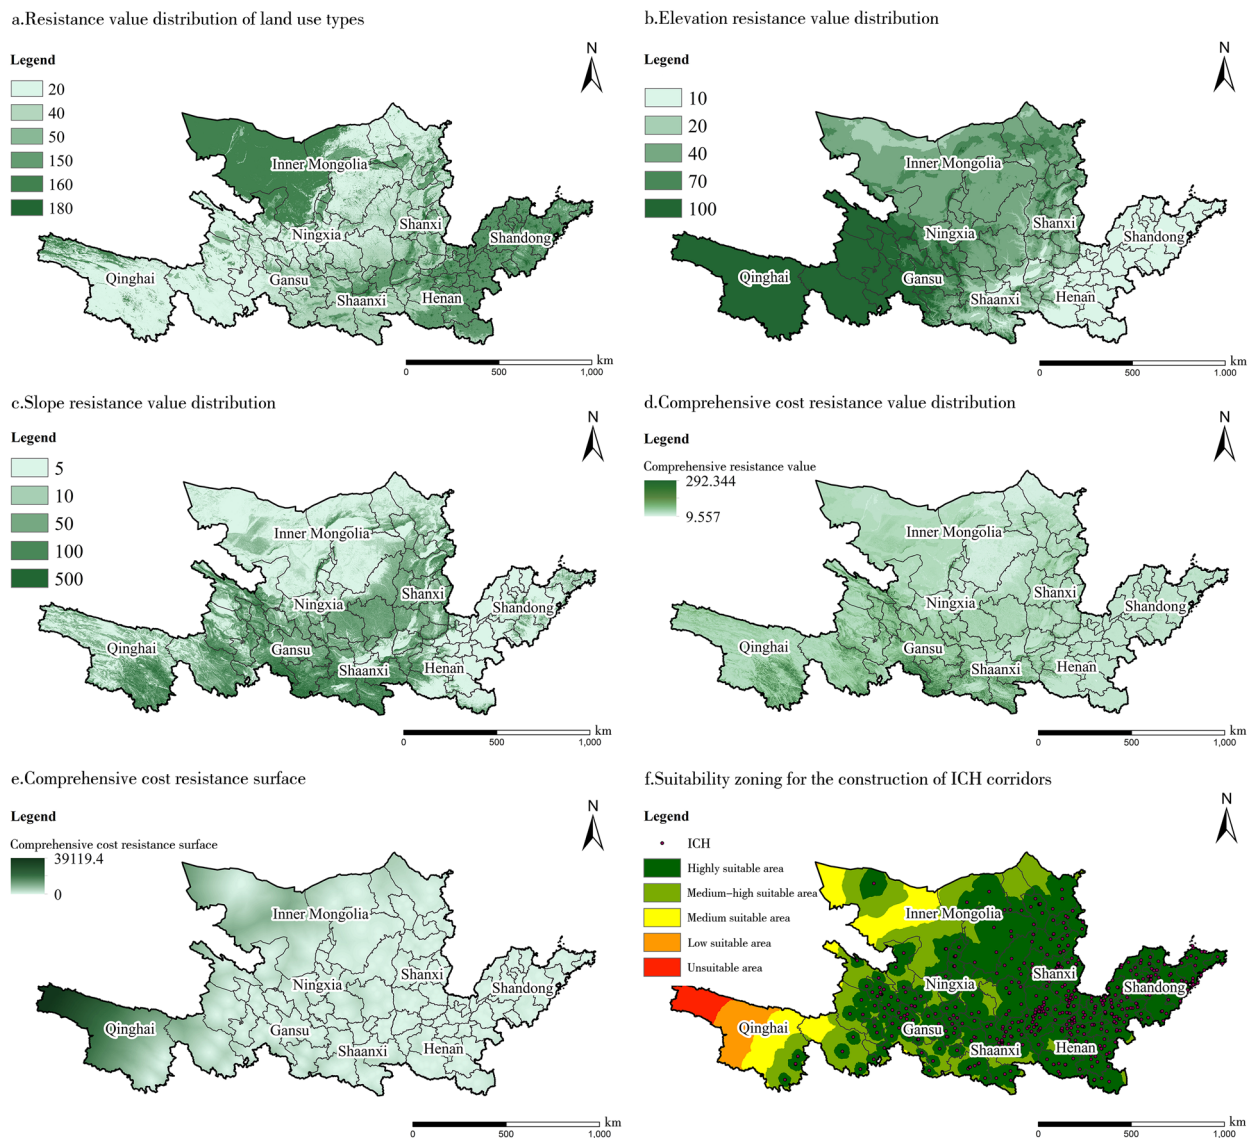 a.Resistance value distribution of land use types
Legend
20
40
50
150
160
180
N
Inner Mongolia
Ningxia
Shanxi
Shandong
Qinghai
Gansu
Shaanxi
Henan
km
0 500 1,000
b.Elevation resistance value distribution
Legend
10
20
40
70
100
N
Inner Mongolia
Ningxia
Shanxi
Shandong
Qinghai
Gansu
Shaanxi
Henan
km
0 500 1.000
c.Slope resistance value distribution
Legend
5
10
50
100
500
N
Inner Mongolia
Ningxia
Shanxi
Shandong
Qinghai
Gansu
Shaanxi
Henan
km
0 500 1,000
d.Comprehensive cost resistance value distribution
Legend
Comprehensive resistance value
292.344
9.557
N
Inner Mongolia
Ningxia
Shanxi
Shandong
Qinghai
Gansu
Shaanxi
Henan
km
0 500 1,000
e.Comprehensive cost resistance surface
Legend
Comprehensive cost resistance surface
39119.4
0
N
Inner Mongolia
Ningxia
Shanxi
Shandong
Qinghai
Gansu
Shaanxi
Henan
km
0 500 1,000
f.Suitability zoning for the construction of ICH corridors
Legend
ICH
Highly suitable area
Medium-high suitable area
Medium suitable area
Low suitable area
Unsuitable area
N
Inner Mongolia
Ningxia
Shanxi
Shandong
Qinghai
Gansu
Shaanxi
Henan
km
0 500 1,000